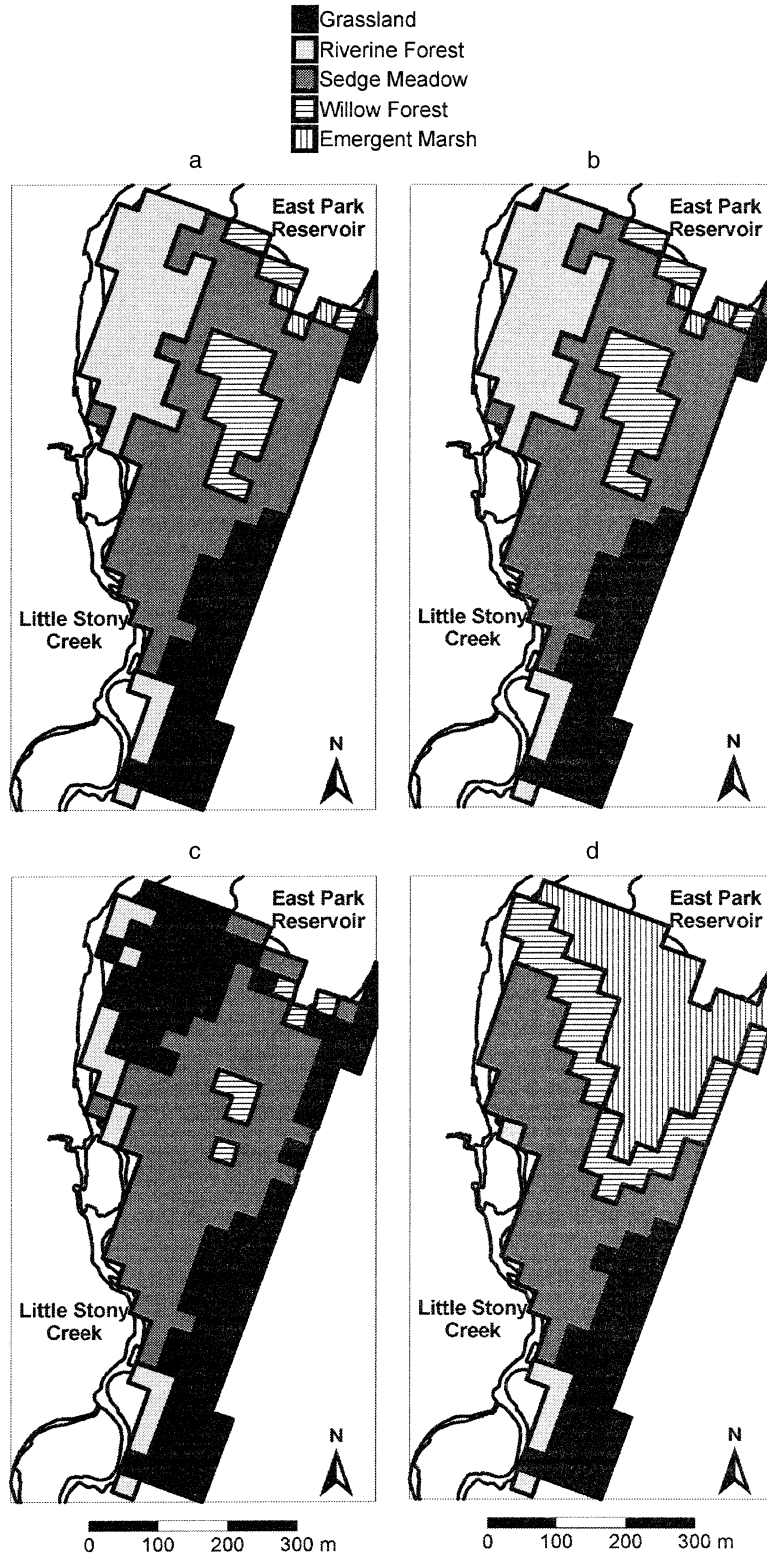 Grassland
Riverine Forest
Sedge Meadow
Willow Forest
Emergent Marsh
a
East Park
Reservoir
Little Stony
Creek
N
b
East Park
Reservoir
Little Stony
Creek
N
c
East Park
Reservoir
Little Stony
Creek
N
0 100 200 300 m
d
East Park
Reservoir
Little Stony
Creek
N
0 100 200 300 m